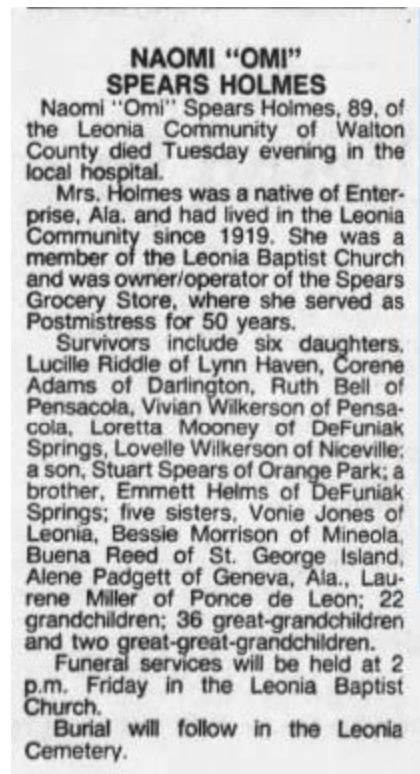 NAOMI "OMI"
SPEARS HOLMES
Naomi "Omi" Spears Holmes, 89, of
the Leonia Community of Walton
County died Tuesday evening in the
local hospital.
Mrs. Holmes was a native of Enter-
prise, Ala. and had lived in the Leonia
Community since 1919. She was a
member of the Leonia Baptist Church
and was owner/operator of the Spears
Grocery Store, where she served as
Postmistress for 50 years.
Survivors include six daughters,
Lucille Riddle of Lynn Haven, Corene
Adams of Darlington, Ruth Bell of
Pensacola, Vivian Wilkerson of Pensa-
cola, Loretta Mooney of DeFuniak
Springs, Lovelle Wilkerson of Niceville;
a son, Stuart Spears of Orange Park; a
brother, Emmett Helms of DeFuniak
Springs; five sisters, Vonie Jones of
Leonia, Bessie Morrison of Mineola,
Buena Reed of St. George Island,
Alene Padgett of Geneva, Ala., Lau-
rene Miller of Ponce de Leon; 22
grandchildren; 36 great-grandchildren
and two great-great-grandchildren.
Funeral services will be held at 2
p.m. Friday in the Leonia Baptist
Church.
Burial will follow in the Leonia
Cemetery.